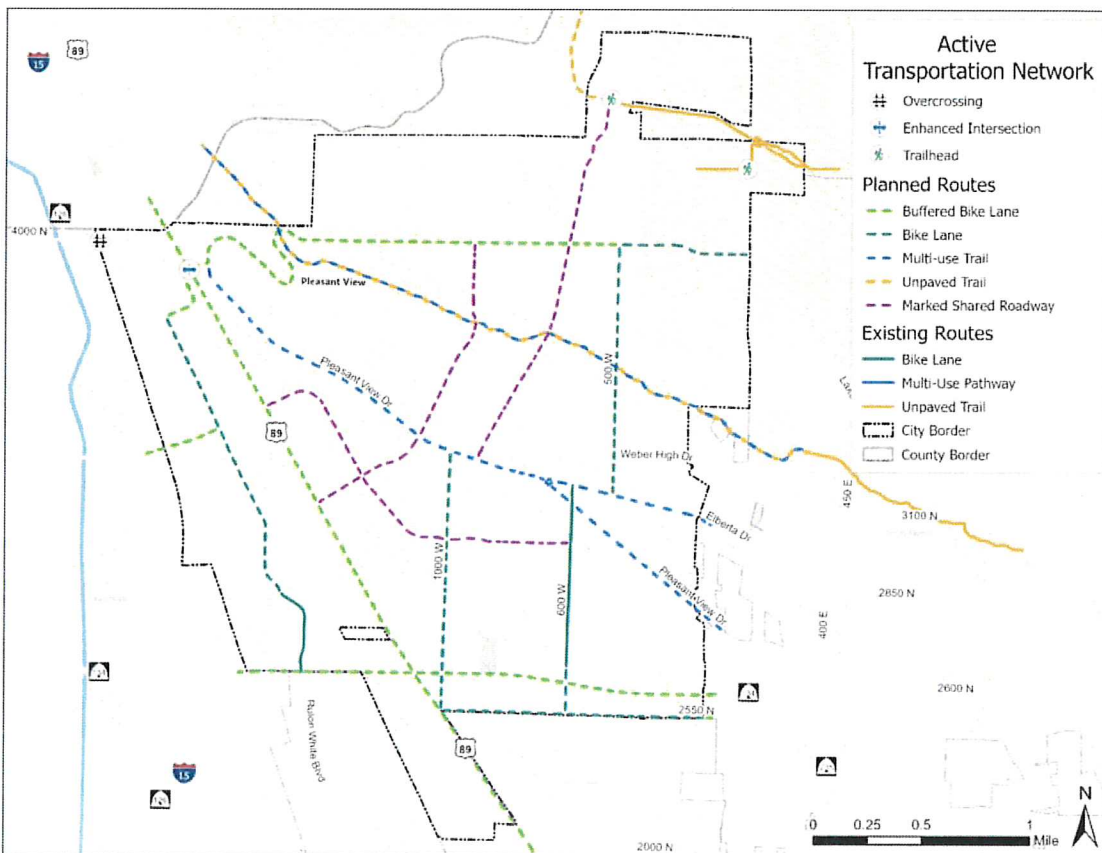 Active
Transportation Network
Overcrossing
Enhanced Intersection
Trailhead
Planned Routes
Buffered Bike Lane
Bike Lane
Multi-use Trail
Unpaved Trail
Marked Shared Roadway
Existing Routes
Bike Lane
Multi-Use Pathway
Unpaved Trail
City Border
County Border
15
89
4000 N
Pleasant View
Pleasant View Dr
500 W
89
Weber High Dr
450 E
3100 N
Elberta Dr
1000 W
600 W
Pleasant View Dr
2850 N
400 E
2600 N
2550 N
Rulon White Blvd
89
15
2000 N
N
0 0.25 0.5 1
Mile